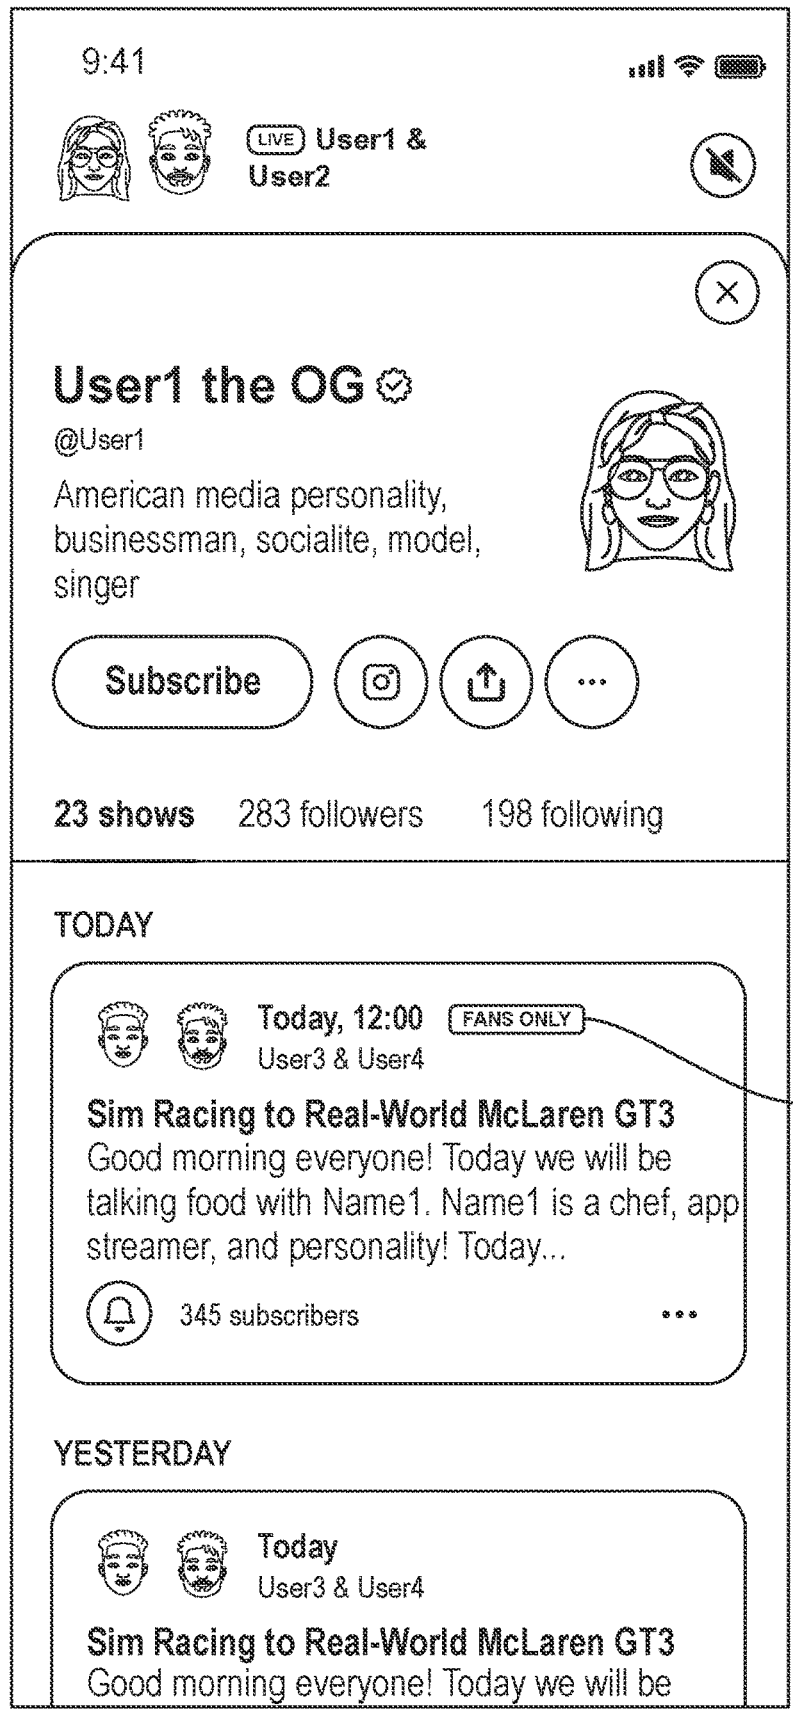 9:41
LIVE User1 &
User2
User1 the OG
@User1
American media personality,
businessman, socialite, model,
singer
Subscribe
23 shows 283 followers 198 following
TODAY
Today, 12:00 FANS ONLY
User3 & User4
Sim Racing to Real-World McLaren GT3
Good morning everyone! Today we will be
talking food with Name1. Name1 is a chef, app
streamer, and personality! Today...
345 subscribers
YESTERDAY
Today
User3 & User4
Sim Racing to Real-World McLaren GT3
Good morning everyone! Today we will be